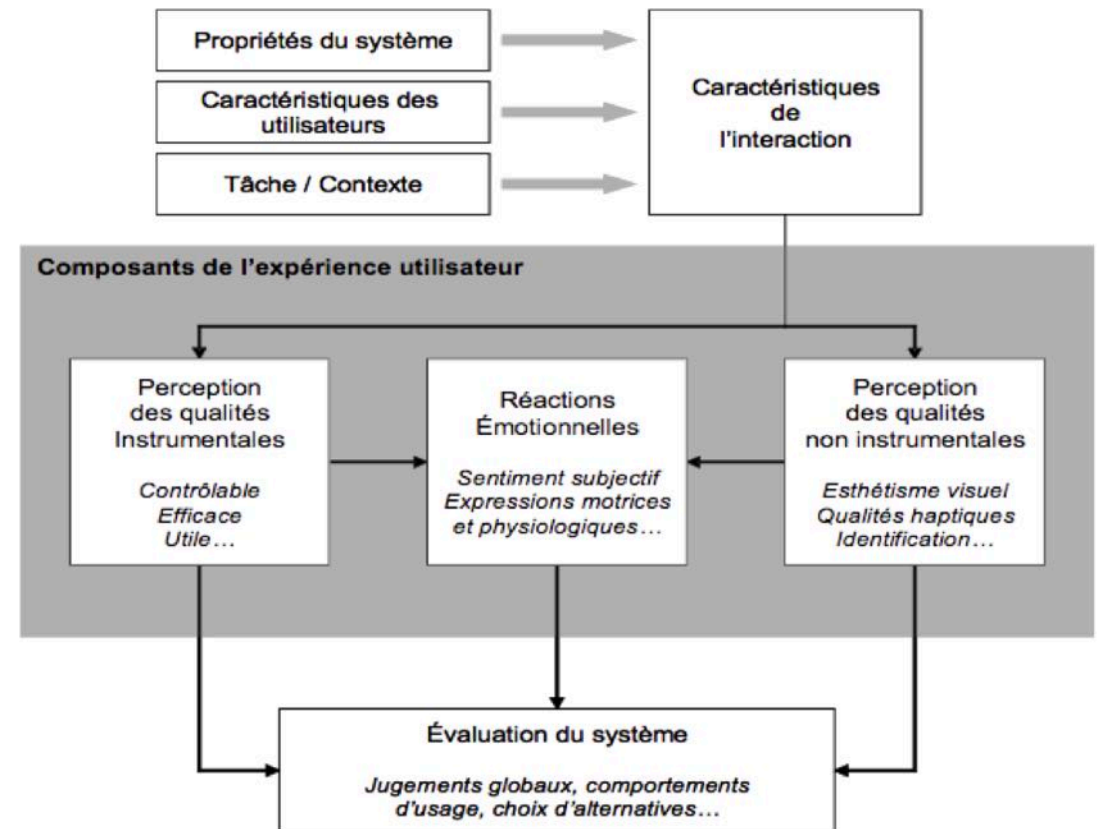 Propriétés du système
Caractéristiques des
utilisateurs
Tâche / Contexte
Caractéristiques
de
l'interaction
Composants de l'expérience utilisateur
Perception
des qualités
Instrumentales
Contrôlable
Efficace
Utile…
Réactions
Émotionnelles
Sentiment subjectif
Expressions motrices
et physiologiques…
Perception
des qualités
non instrumentales
Esthétisme visuel
Qualités haptiques
Identification…
Évaluation du système
Jugements globaux, comportements
d'usage, choix d'alternatives…